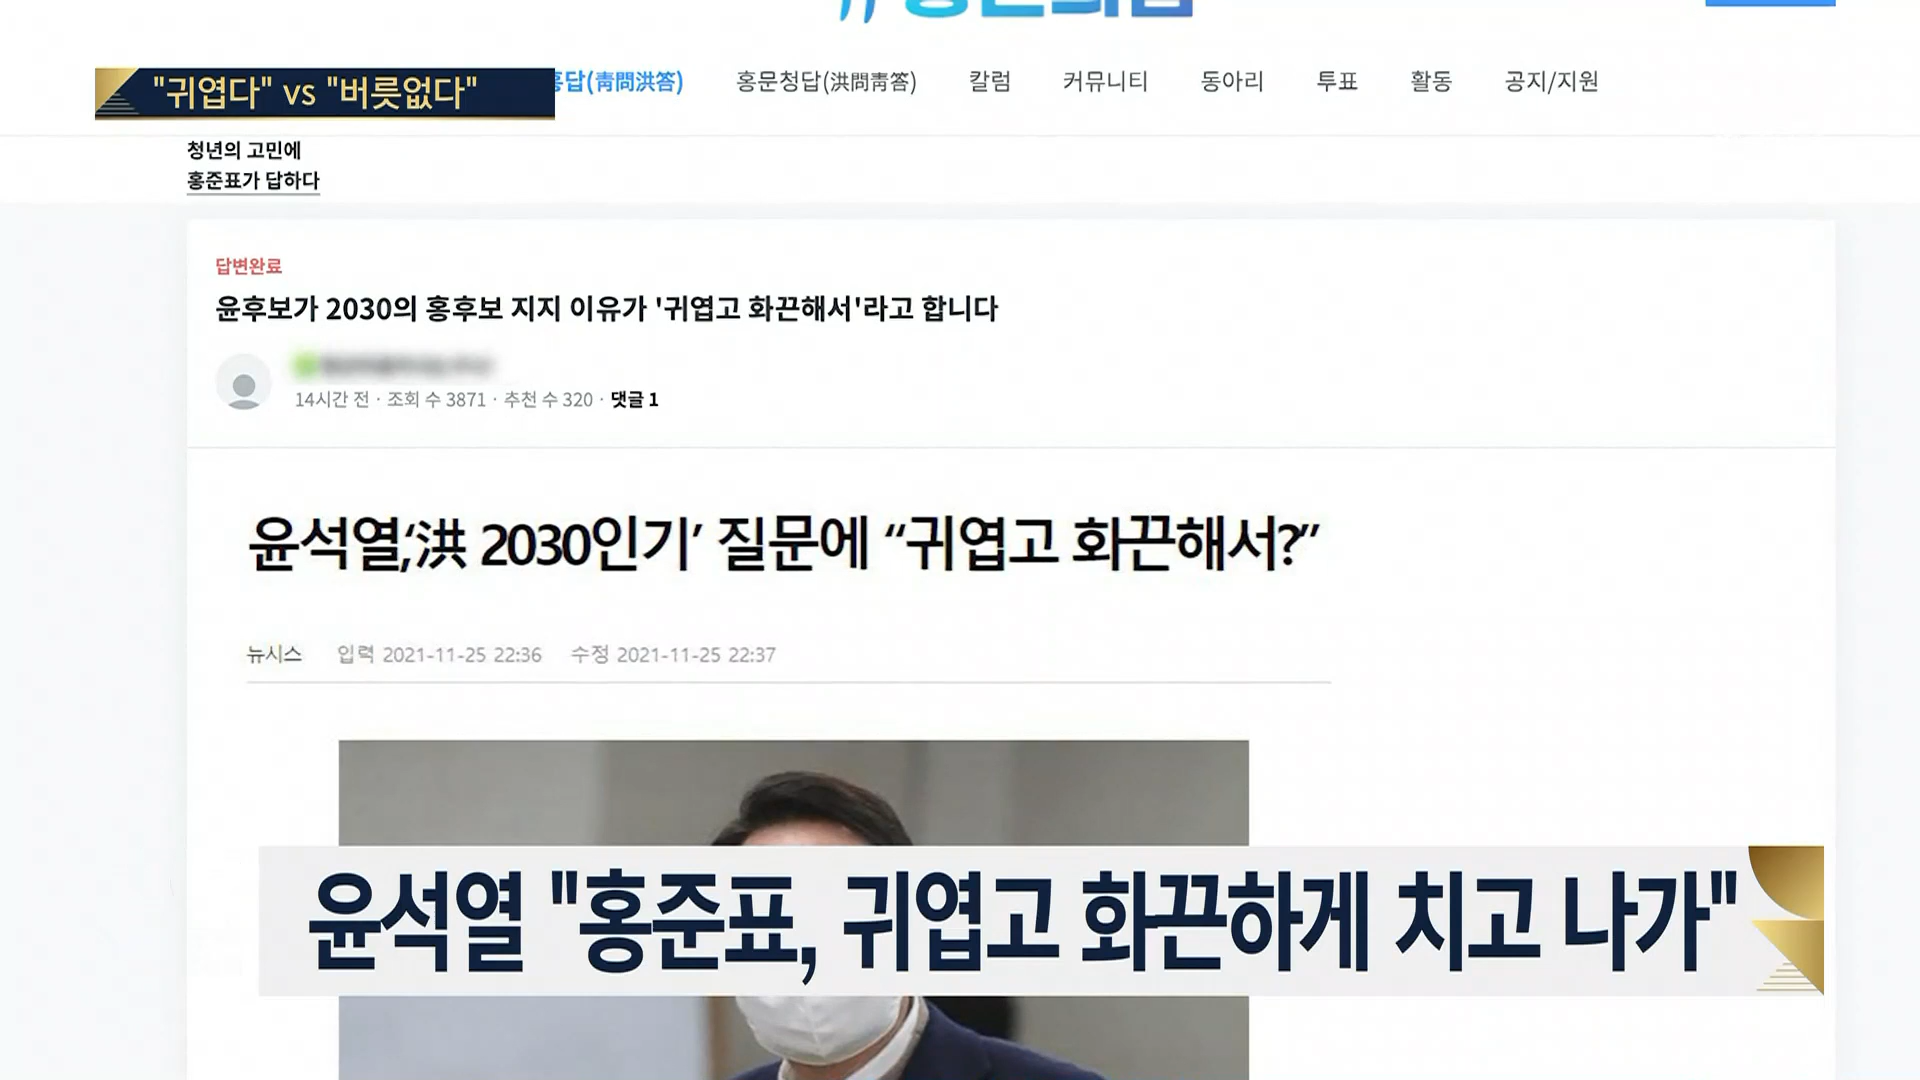 "귀엽다" vs "버릇없다"
홍답(靑問洪答) 홍문청답(洪問靑答) 칼럼 커뮤니티 동아리 투표 활동 공지/지원
청년의 고민에
홍준표가 답하다
답변완료
윤후보가 2030의 홍후보 지지 이유가 '귀엽고 화끈해서'라고 합니다
14시간 전 · 조회 수 3871 · 추천 수 320 · 댓글 1
윤석열,‘洪 2030인기’ 질문에 “귀엽고 화끈해서?”
뉴시스 입력 2021-11-25 22:36 수정 2021-11-25 22:37
윤석열 "홍준표, 귀엽고 화끈하게 치고 나가"